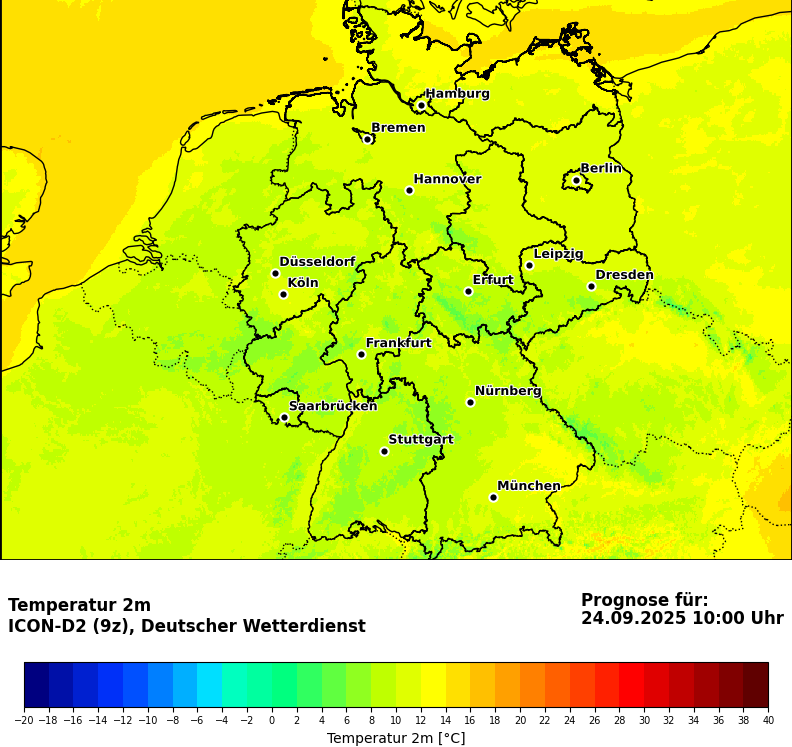 Hamburg
Bremen
Berlin
Hannover
Leipzig
Düsseldorf
Dresden
Köln
Erfurt
Frankfurt
Nürnberg
Saarbrücken
Stuttgart
München
Temperatur 2m
ICON-D2 (9z), Deutscher Wetterdienst
Prognose für:
24.09.2025 10:00 Uhr
−20 −18 −16 −14 −12 −10 −8 −6 −4 −2 0 2 4 6 8 10 12 14 16 18 20 22 24 26 28 30 32 34 36 38 40
Temperatur 2m [°C]